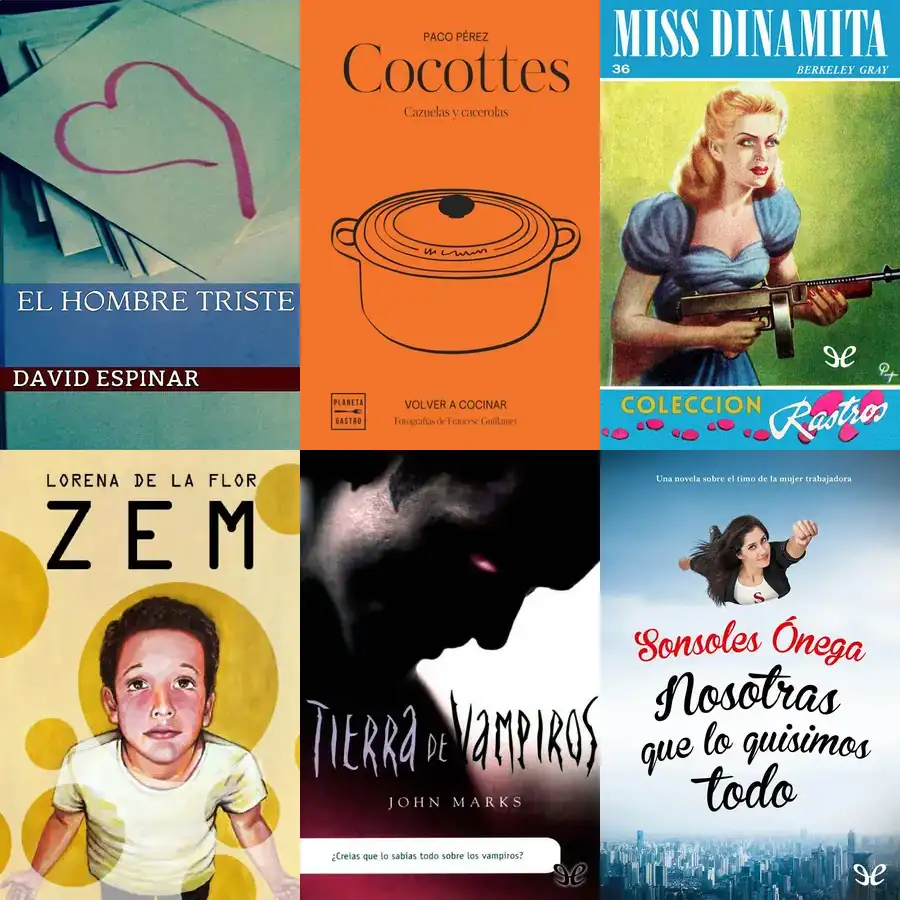 EL HOMBRE TRISTE
DAVID ESPINAR
PACO PÉREZ
Cocottes
Cazuelas y cacerolas
PLANETA
GASTRO
VOLVER A COCINAR
Fotografías de Francesc Guillamet
MISS DINAMITA
36
BERKELEY GRAY
COLECCION
Rastros
LORENA DE LA FLOR
ZEM
TIERRA DE VAMPIROS
JOHN MARKS
¿Creías que lo sabías todo sobre los vampiros?
Una novela sobre el timo de la mujer trabajadora
S
Sonsoles Ónega
Nosotras
que lo quisimos
todo